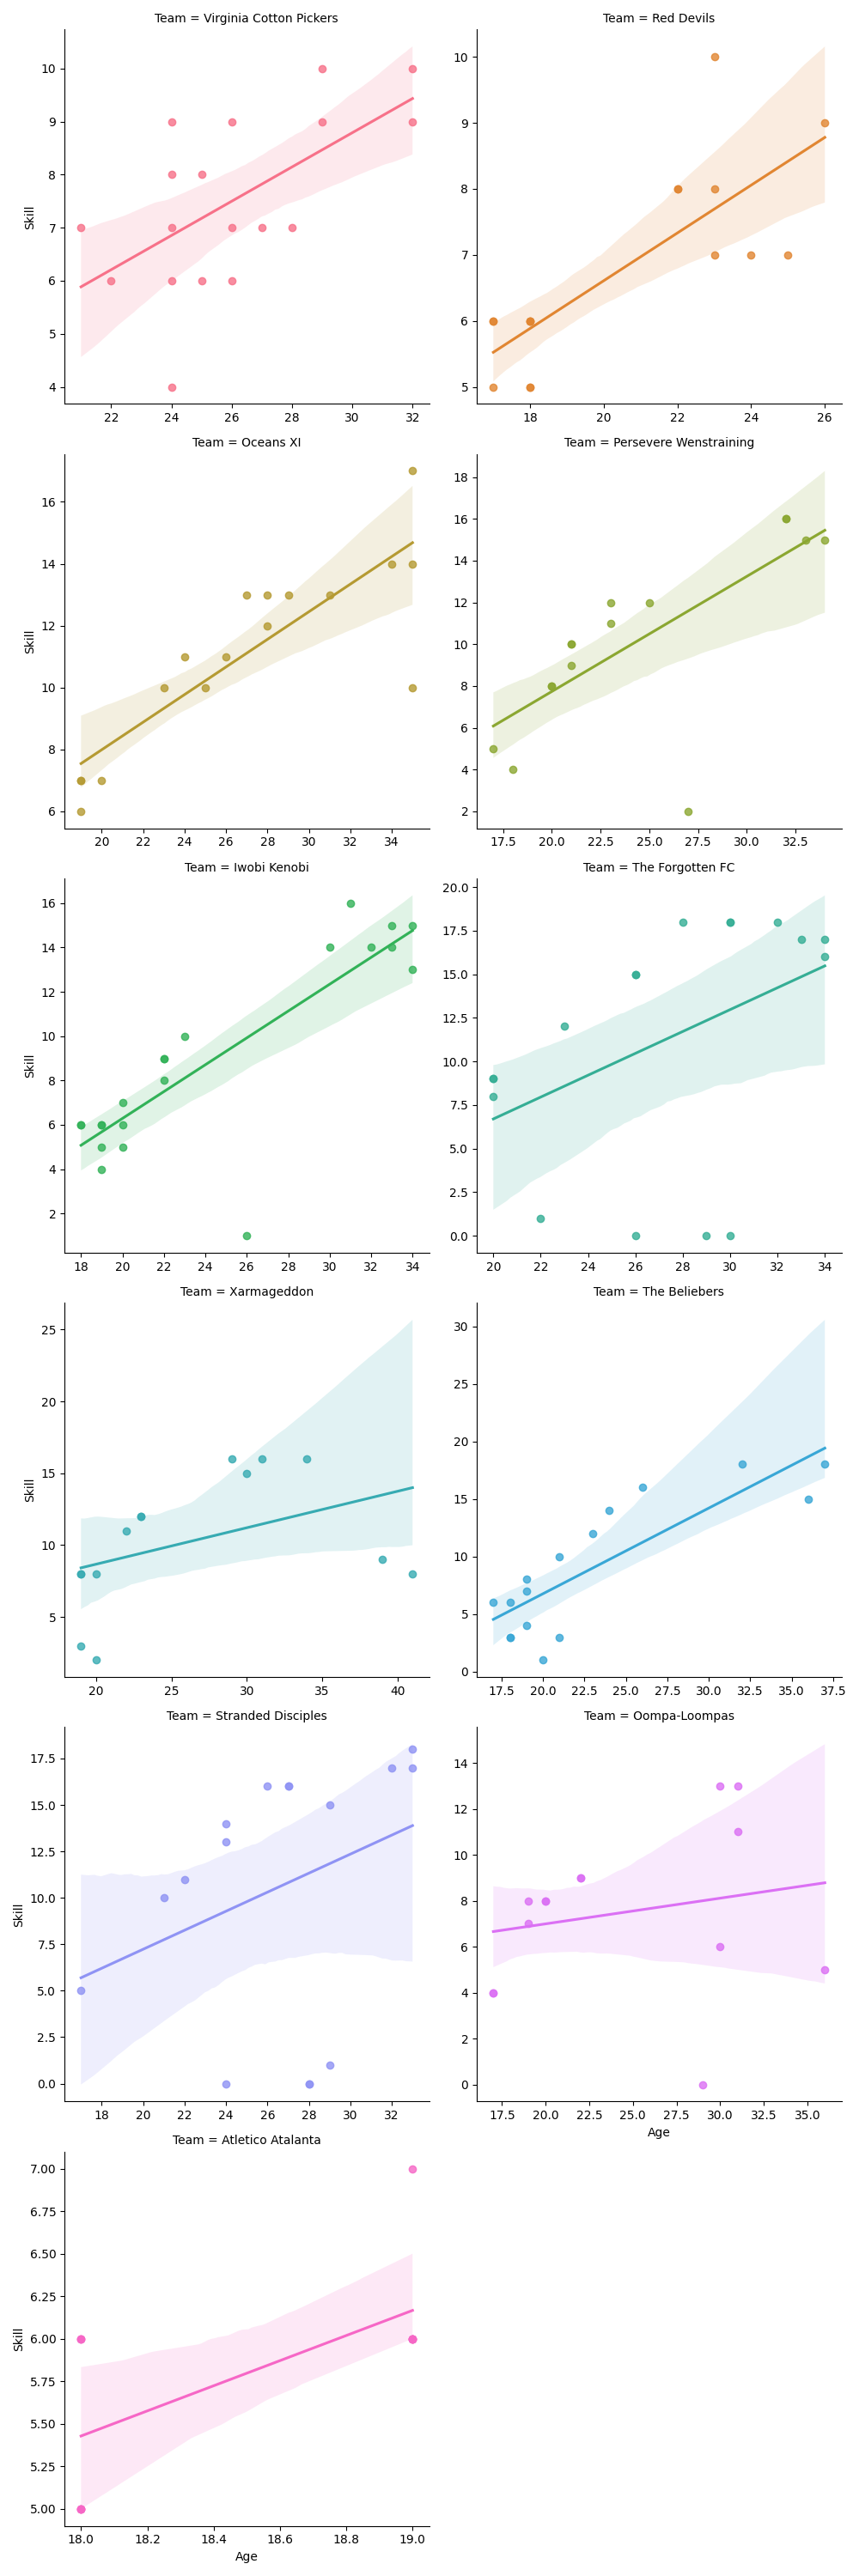 Team = Virginia Cotton Pickers
Skill
10
9
8
7
6
5
4
22 24 26 28 30 32
Team = Red Devils
10
9
8
7
6
5
18 20 22 24 26
Team = Oceans XI
Skill
16
14
12
10
8
6
20 22 24 26 28 30 32 34
Team = Persevere Wenstraining
18
16
14
12
10
8
6
4
2
17.5 20.0 22.5 25.0 27.5 30.0 32.5
Team = Iwobi Kenobi
Skill
16
14
12
10
8
6
4
2
18 20 22 24 26 28 30 32 34
Team = The Forgotten FC
20.0
17.5
15.0
12.5
10.0
7.5
5.0
2.5
0.0
20 22 24 26 28 30 32 34
Team = Xarmageddon
Skill
25
20
15
10
5
20 25 30 35 40
Team = The Beliebers
30
25
20
15
10
5
0
17.5 20.0 22.5 25.0 27.5 30.0 32.5 35.0 37.5
Team = Stranded Disciples
Skill
17.5
15.0
12.5
10.0
7.5
5.0
2.5
0.0
18 20 22 24 26 28 30 32
Team = Oompa-Loompas
14
12
10
8
6
4
2
0
17.5 20.0 22.5 25.0 27.5 30.0 32.5 35.0
Age
Team = Atletico Atalanta
Skill
7.00
6.75
6.50
6.25
6.00
5.75
5.50
5.25
5.00
18.0 18.2 18.4 18.6 18.8 19.0
Age